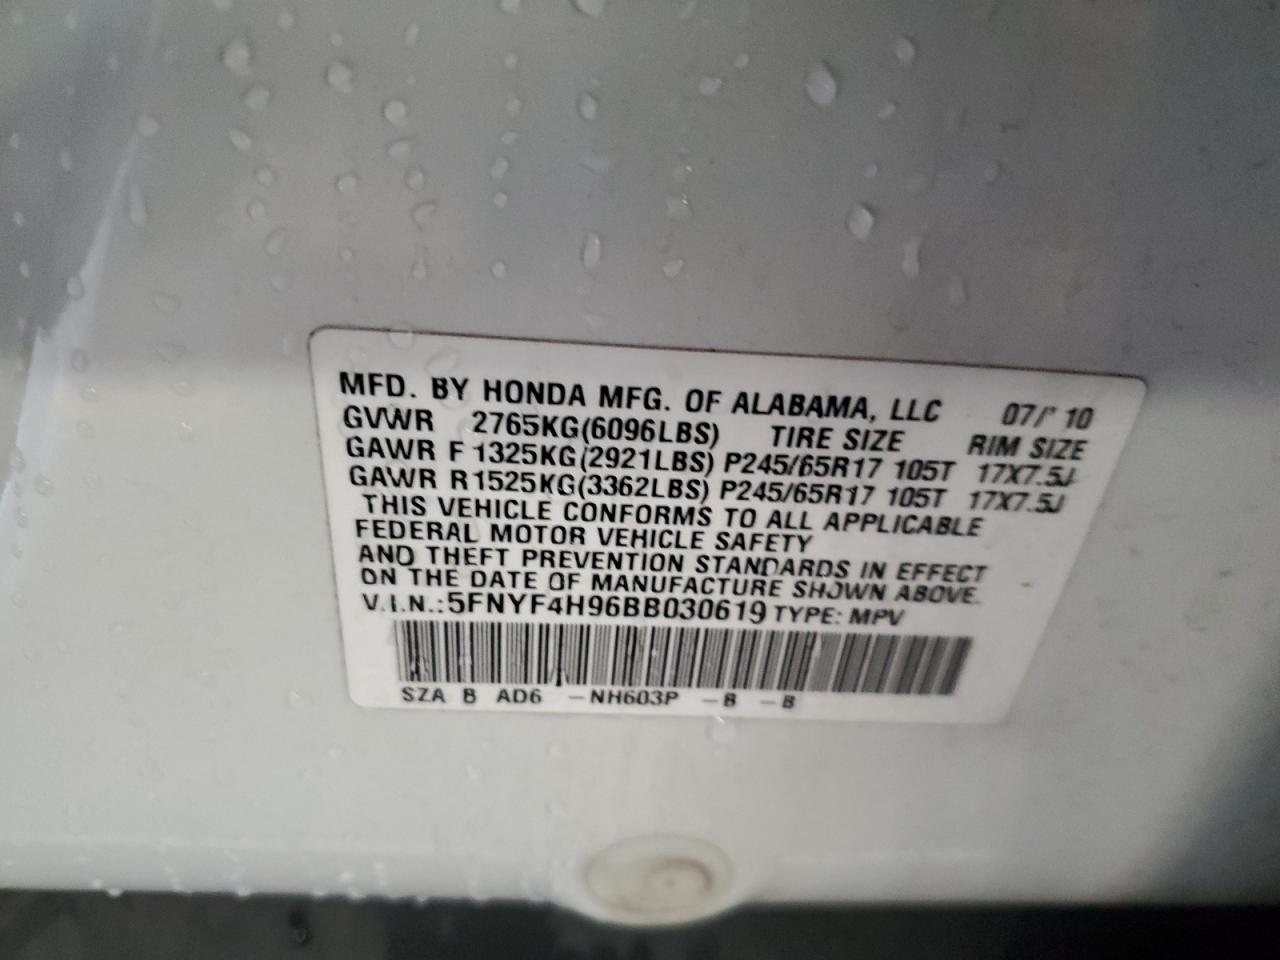 MFD. BY HONDA MFG. OF ALABAMA, LLC 07/'10
GVWR 2765KG(6096LBS) TIRE SIZE RIM SIZE
GAWR F 1325KG(2921LBS) P245/65R17 105T 17X7.5J
GAWR R 1525KG(3362LBS) P245/65R17 105T 17X7.5J
THIS VEHICLE CONFORMS TO ALL APPLICABLE
FEDERAL MOTOR VEHICLE SAFETY
AND THEFT PREVENTION STANDARDS IN EFFECT
ON THE DATE OF MANUFACTURE SHOWN ABOVE.
V.I.N.:5FNYF4H96BB030619 TYPE: MPV
SZA B AD6 -NH603P -B -B